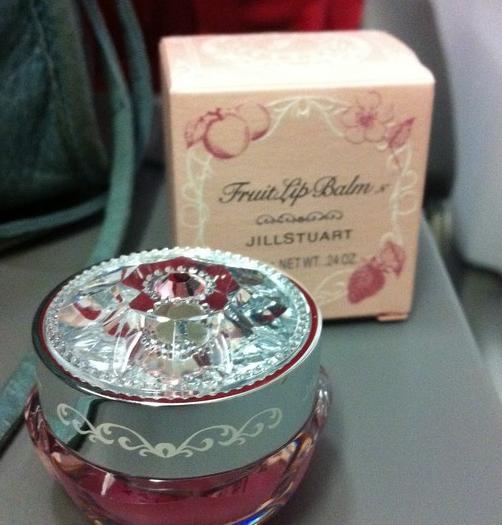 Fruit Lip Balm N
JILLSTUART
NET WT. .24 OZ.